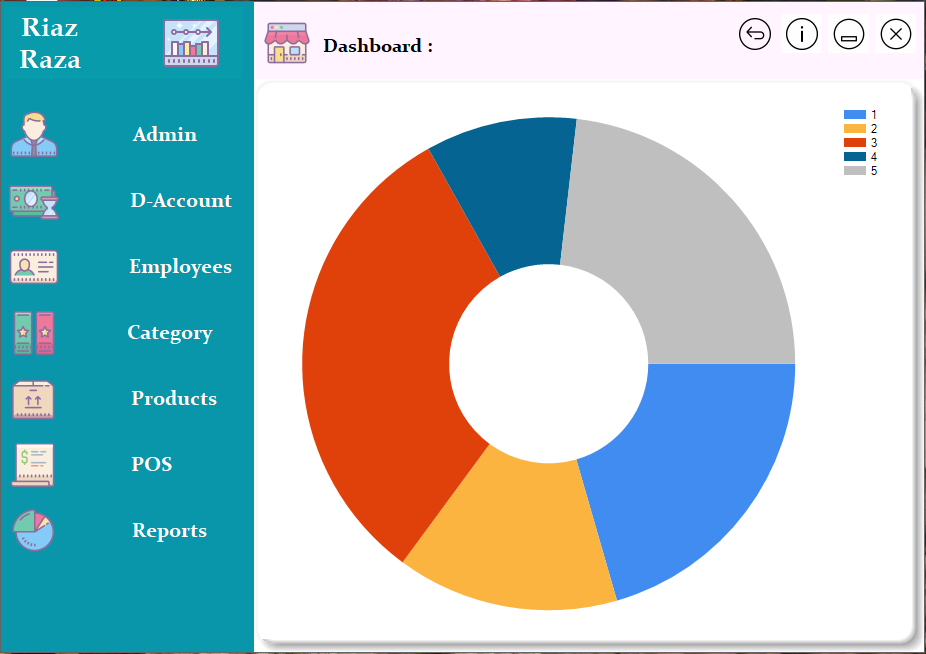 Riaz
Raza
Dashboard :
Admin
D-Account
Employees
Category
Products
POS
Reports
1
2
3
4
5